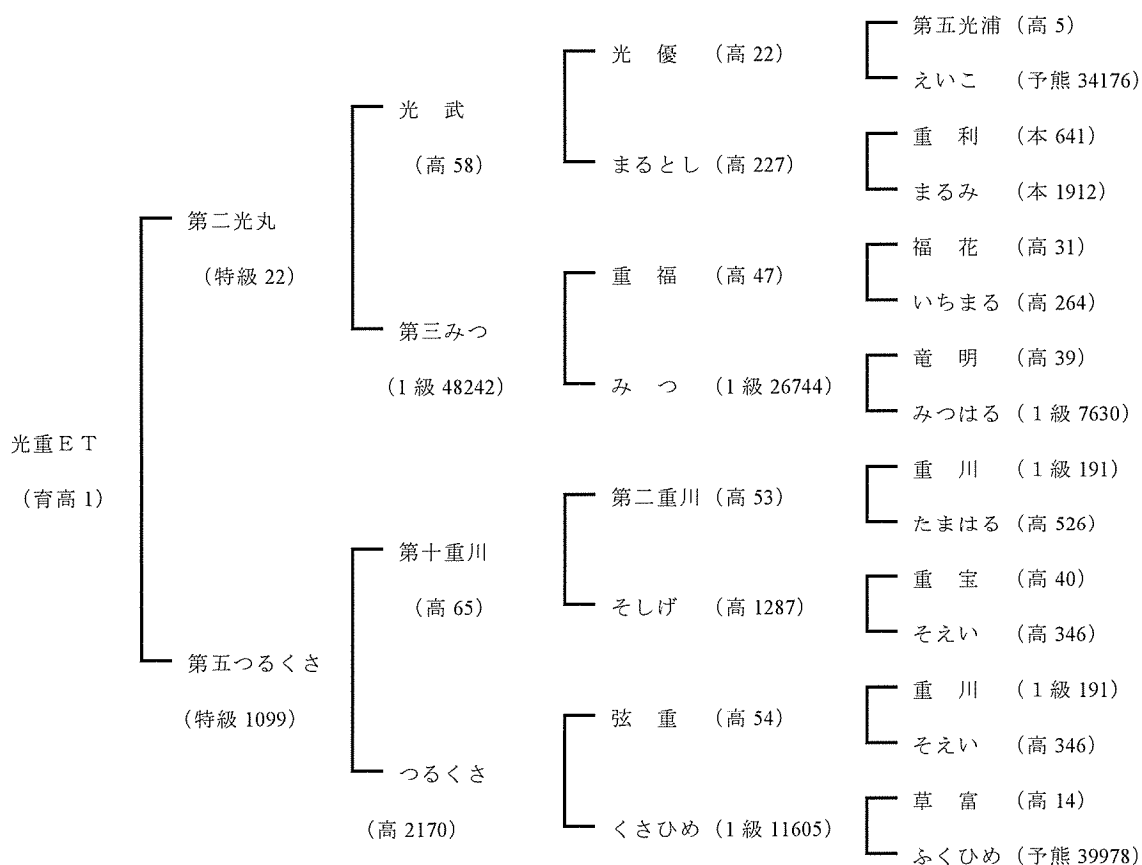 第五光浦 (高 5)
光 優 (高 22)
えいこ (予熊 34176)
光 武
(高 58)
重 利 (本 641)
まるとし (高 227)
まるみ (本 1912)
第二光丸
(特級 22)
福 花 (高 31)
重 福 (高 47)
いちまる (高 264)
第三みつ
(1級 48242)
竜 明 (高 39)
み つ (1級 26744)
みつはる (1級 7630)
光重ET
(育高 1)
重 川 (1級 191)
第二重川 (高 53)
たまはる (高 526)
第十重川
(高 65)
重 宝 (高 40)
そしげ (高 1287)
そえい (高 346)
第五つるくさ
(特級 1099)
重 川 (1級 191)
弦 重 (高 54)
そえい (高 346)
つるくさ
(高 2170)
草 富 (高 14)
くさひめ (1級 11605)
ふくひめ (予熊 39978)